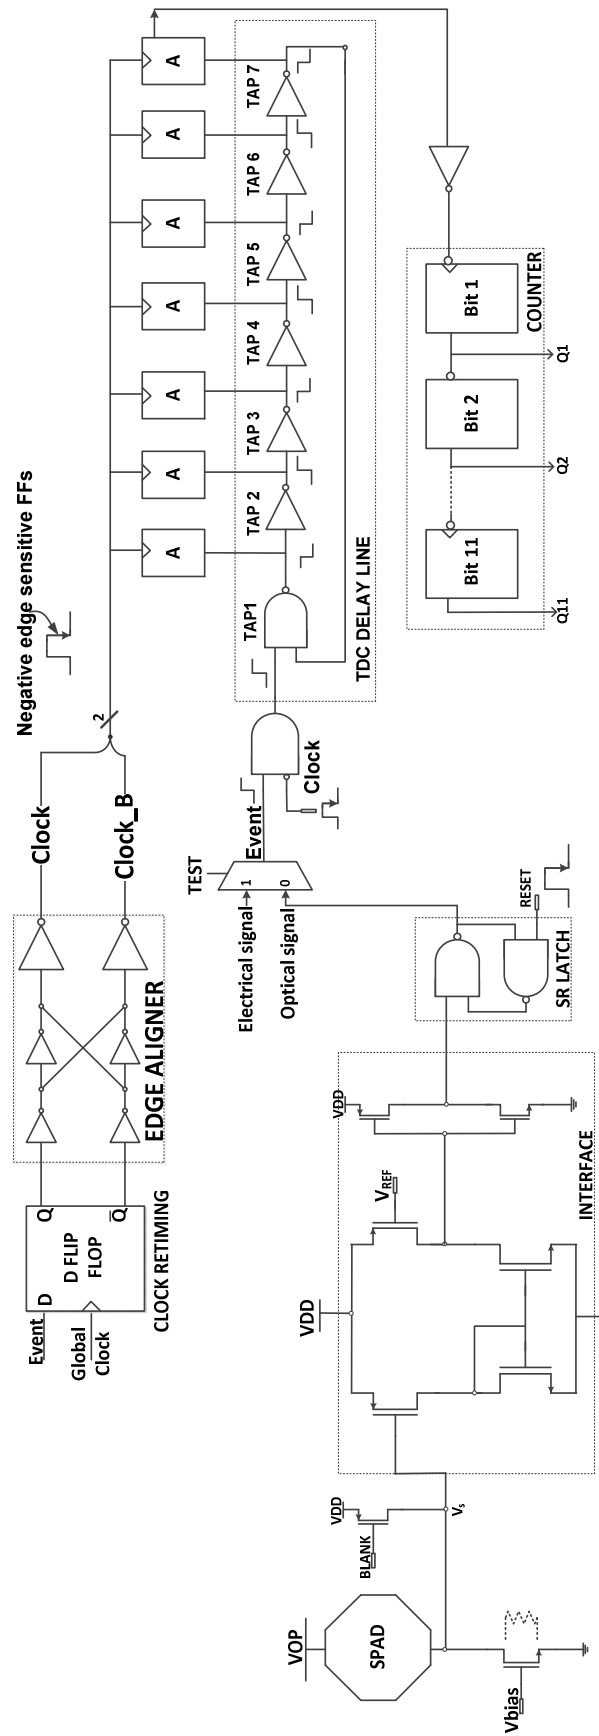 A
A
A
A
A
A
A
TAP 7
TAP 6
TAP 5
TAP 4
TAP 3
TAP 2
TAP1
TDC DELAY LINE
Bit 1
Bit 2
Bit 11
COUNTER
Q1
Q2
Q11
Negative edge sensitive FFs
2
Clock
Clock_B
EDGE ALIGNER
Q
Q
D
D FLIP
FLOP
CLOCK RETIMING
Event
Global
Clock
Clock
Event
TEST
1
0
Electrical signal
Optical signal
RESET
SR LATCH
VDD
VREF
VDD
INTERFACE
VDD
BLANK
Vs
VOP
SPAD
Vbias